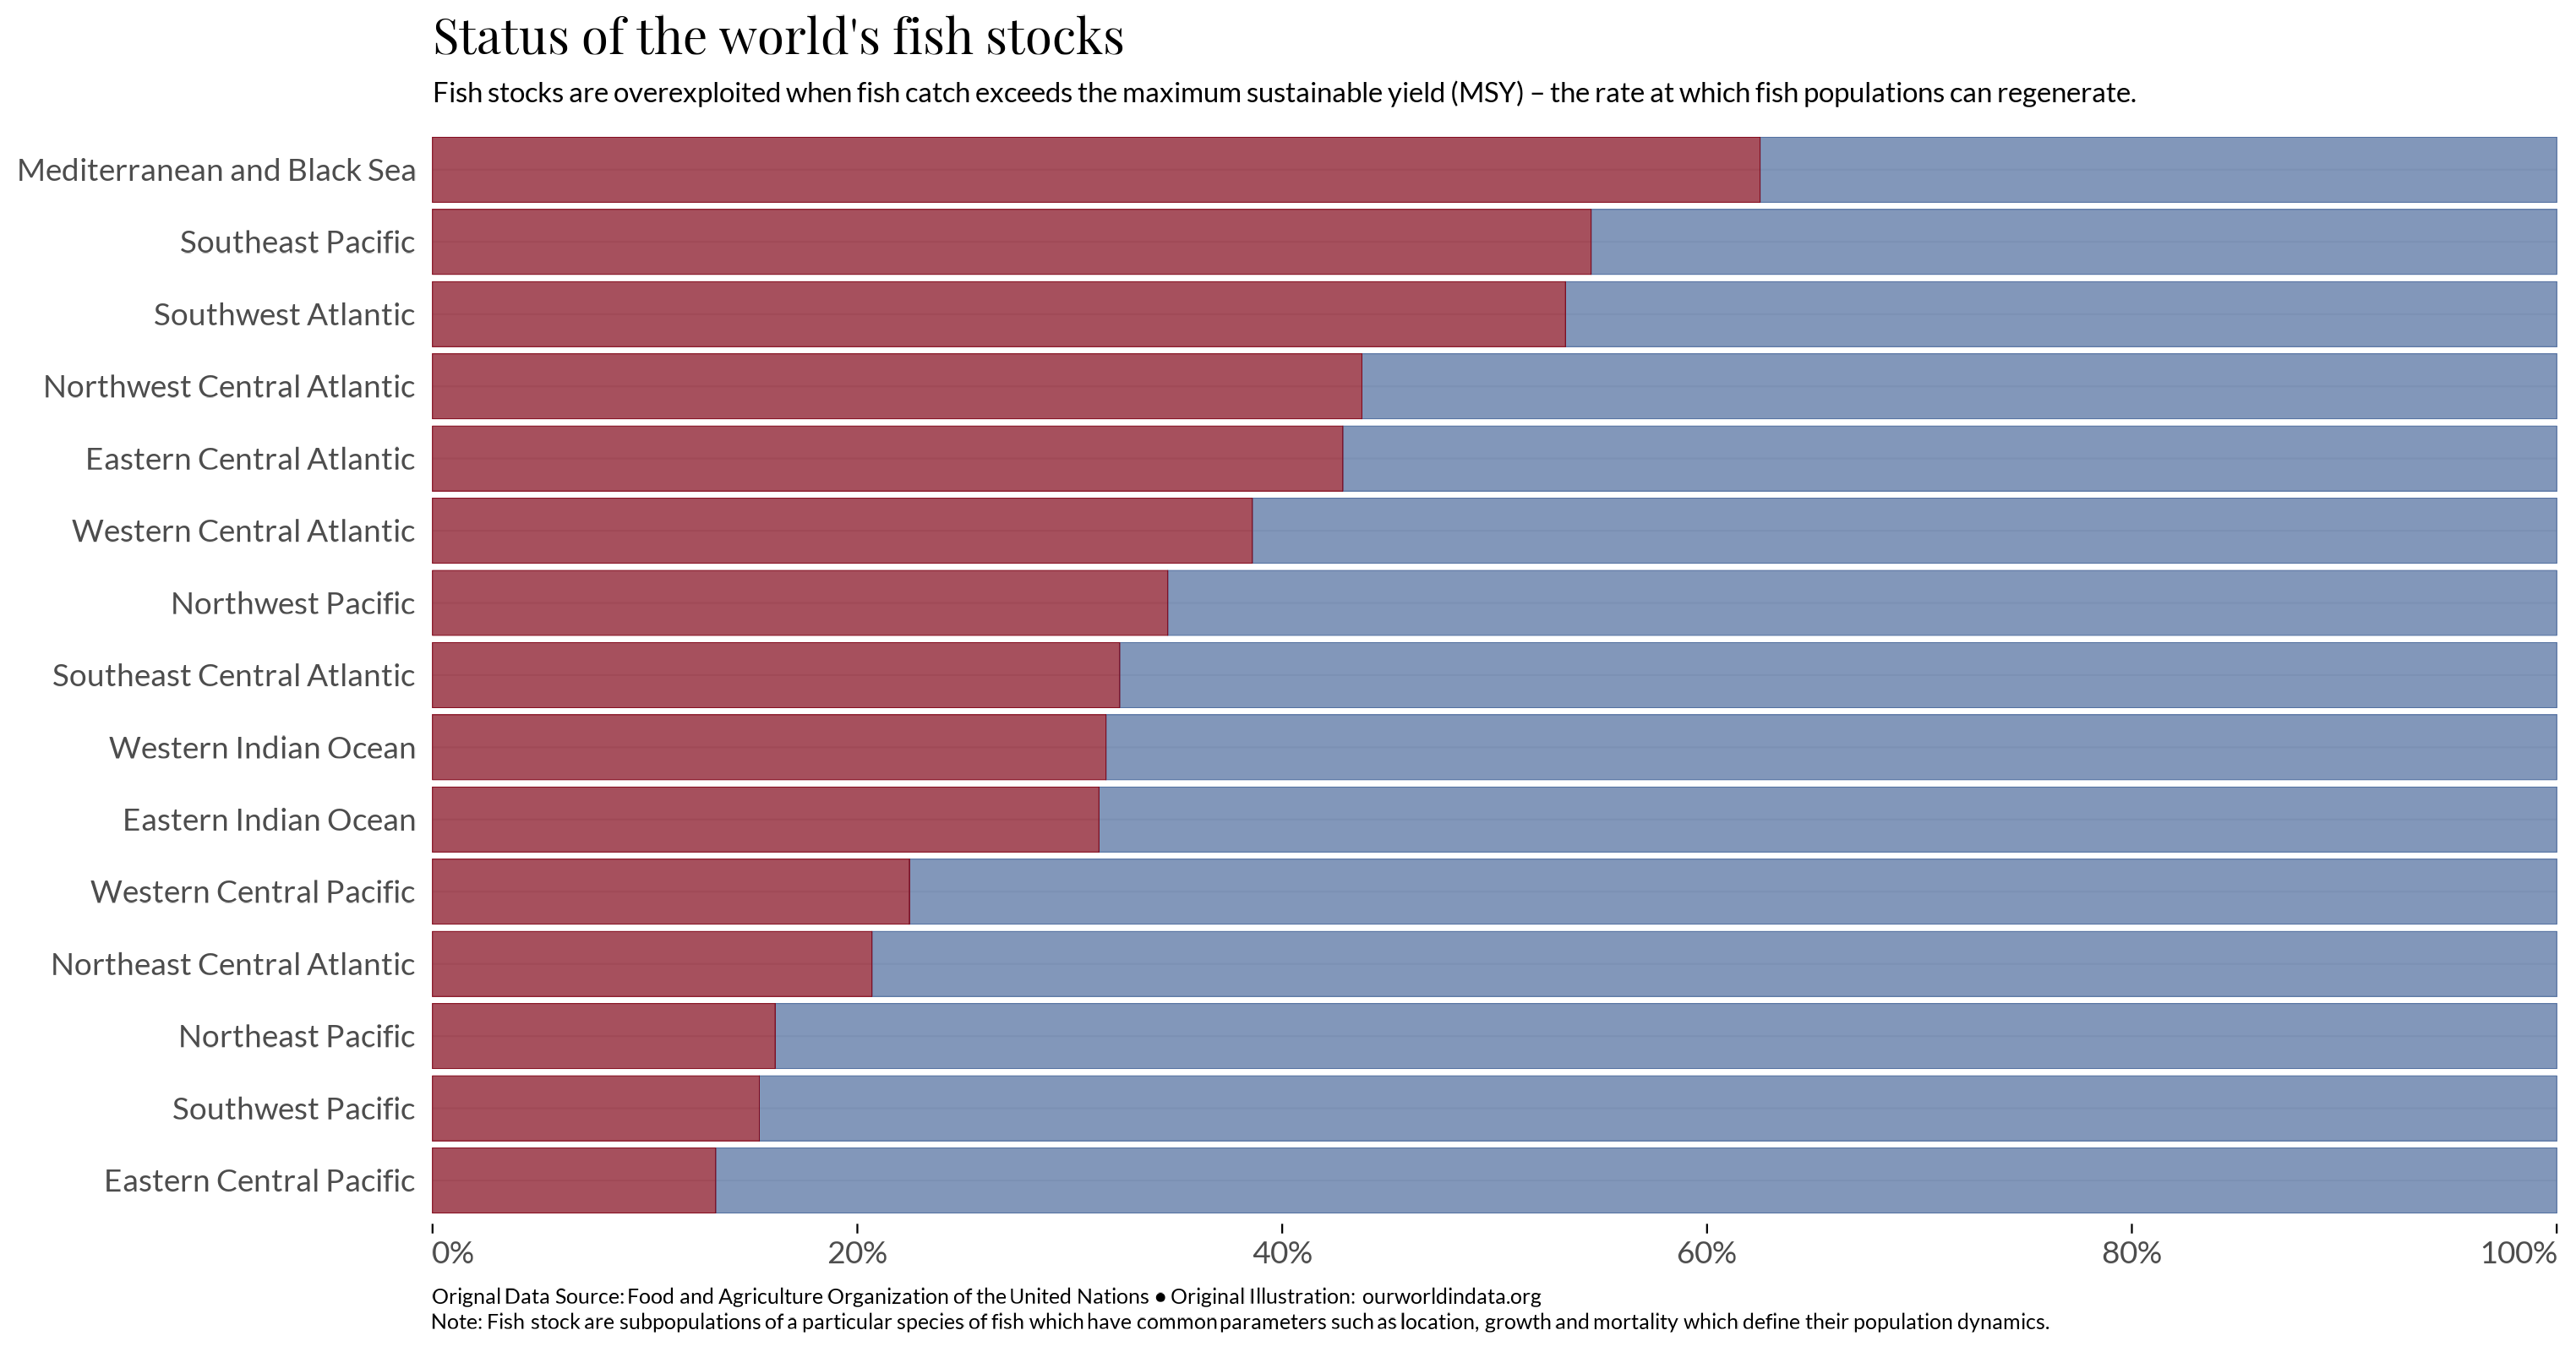 Status of the world's fish stocks
Fish stocks are overexploited when fish catch exceeds the maximum sustainable yield (MSY) – the rate at which fish populations can regenerate.
Mediterranean and Black Sea
Southeast Pacific
Southwest Atlantic
Northwest Central Atlantic
Eastern Central Atlantic
Western Central Atlantic
Northwest Pacific
Southeast Central Atlantic
Western Indian Ocean
Eastern Indian Ocean
Western Central Pacific
Northeast Central Atlantic
Northeast Pacific
Southwest Pacific
Eastern Central Pacific
0% 20% 40% 60% 80% 100%
Orignal Data Source: Food and Agriculture Organization of the United Nations ● Original Illustration: ourworldindata.org
Note: Fish stock are subpopulations of a particular species of fish which have common parameters such as location, growth and mortality which define their population dynamics.